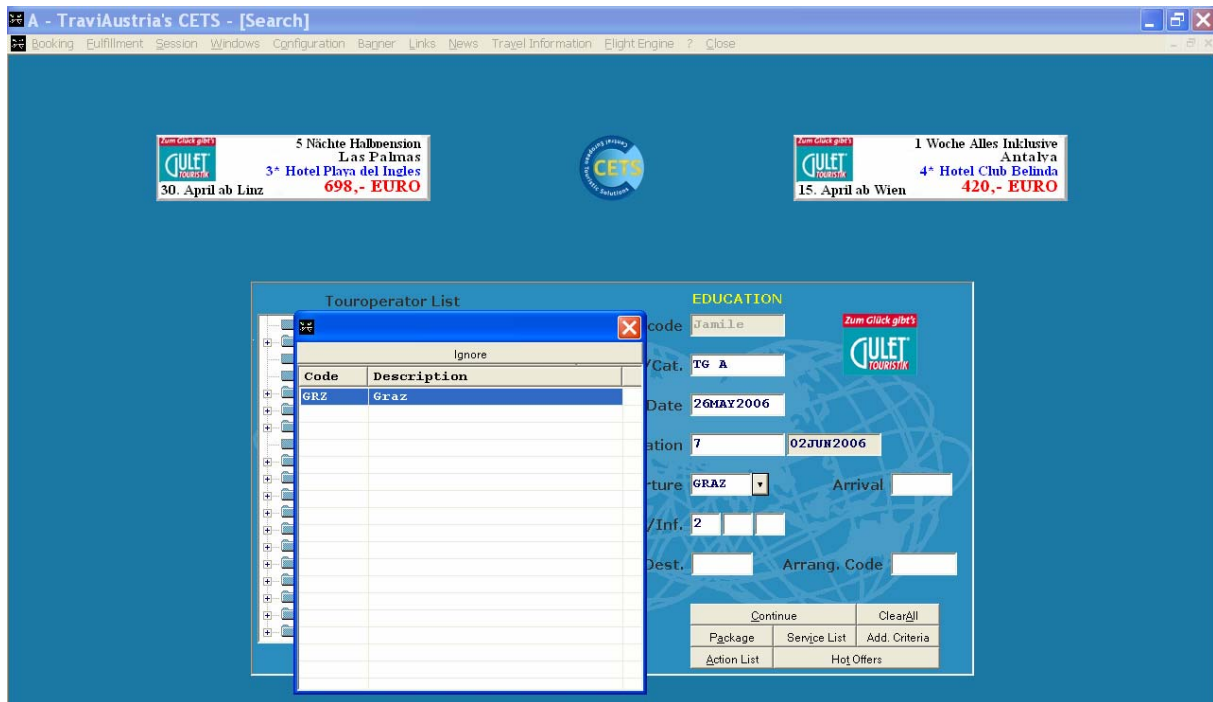 A - TraviAustria's CETS - [Search]
Booking Fulfillment Session Windows Configuration Banner Links News Travel Information Flight Engine ? Close
Zum Glück gibt's
GULET
TOURISTIK
5 Nächte Halbpension
Las Palmas
3* Hotel Playa del Ingles
30. April ab Linz 698,- EURO
CETS
Zum Glück gibt's
GULET
TOURISTIK
1 Woche Alles Inklusive
Antalya
4* Hotel Club Belinda
15. April ab Wien 420,- EURO
Touroperator List
EDUCATION
code Jamile
Zum Glück gibt's
GULET
TOURISTIK
/Cat. TG A
Date 26MAY2006
ation 7 02JUN2006
rture GRAZ Arrival
/Inf. 2
Dest. Arrang. Code
Continue ClearAll
Package Service List Add. Criteria
Action List Hot Offers
Ignore
Code Description
GRZ Graz